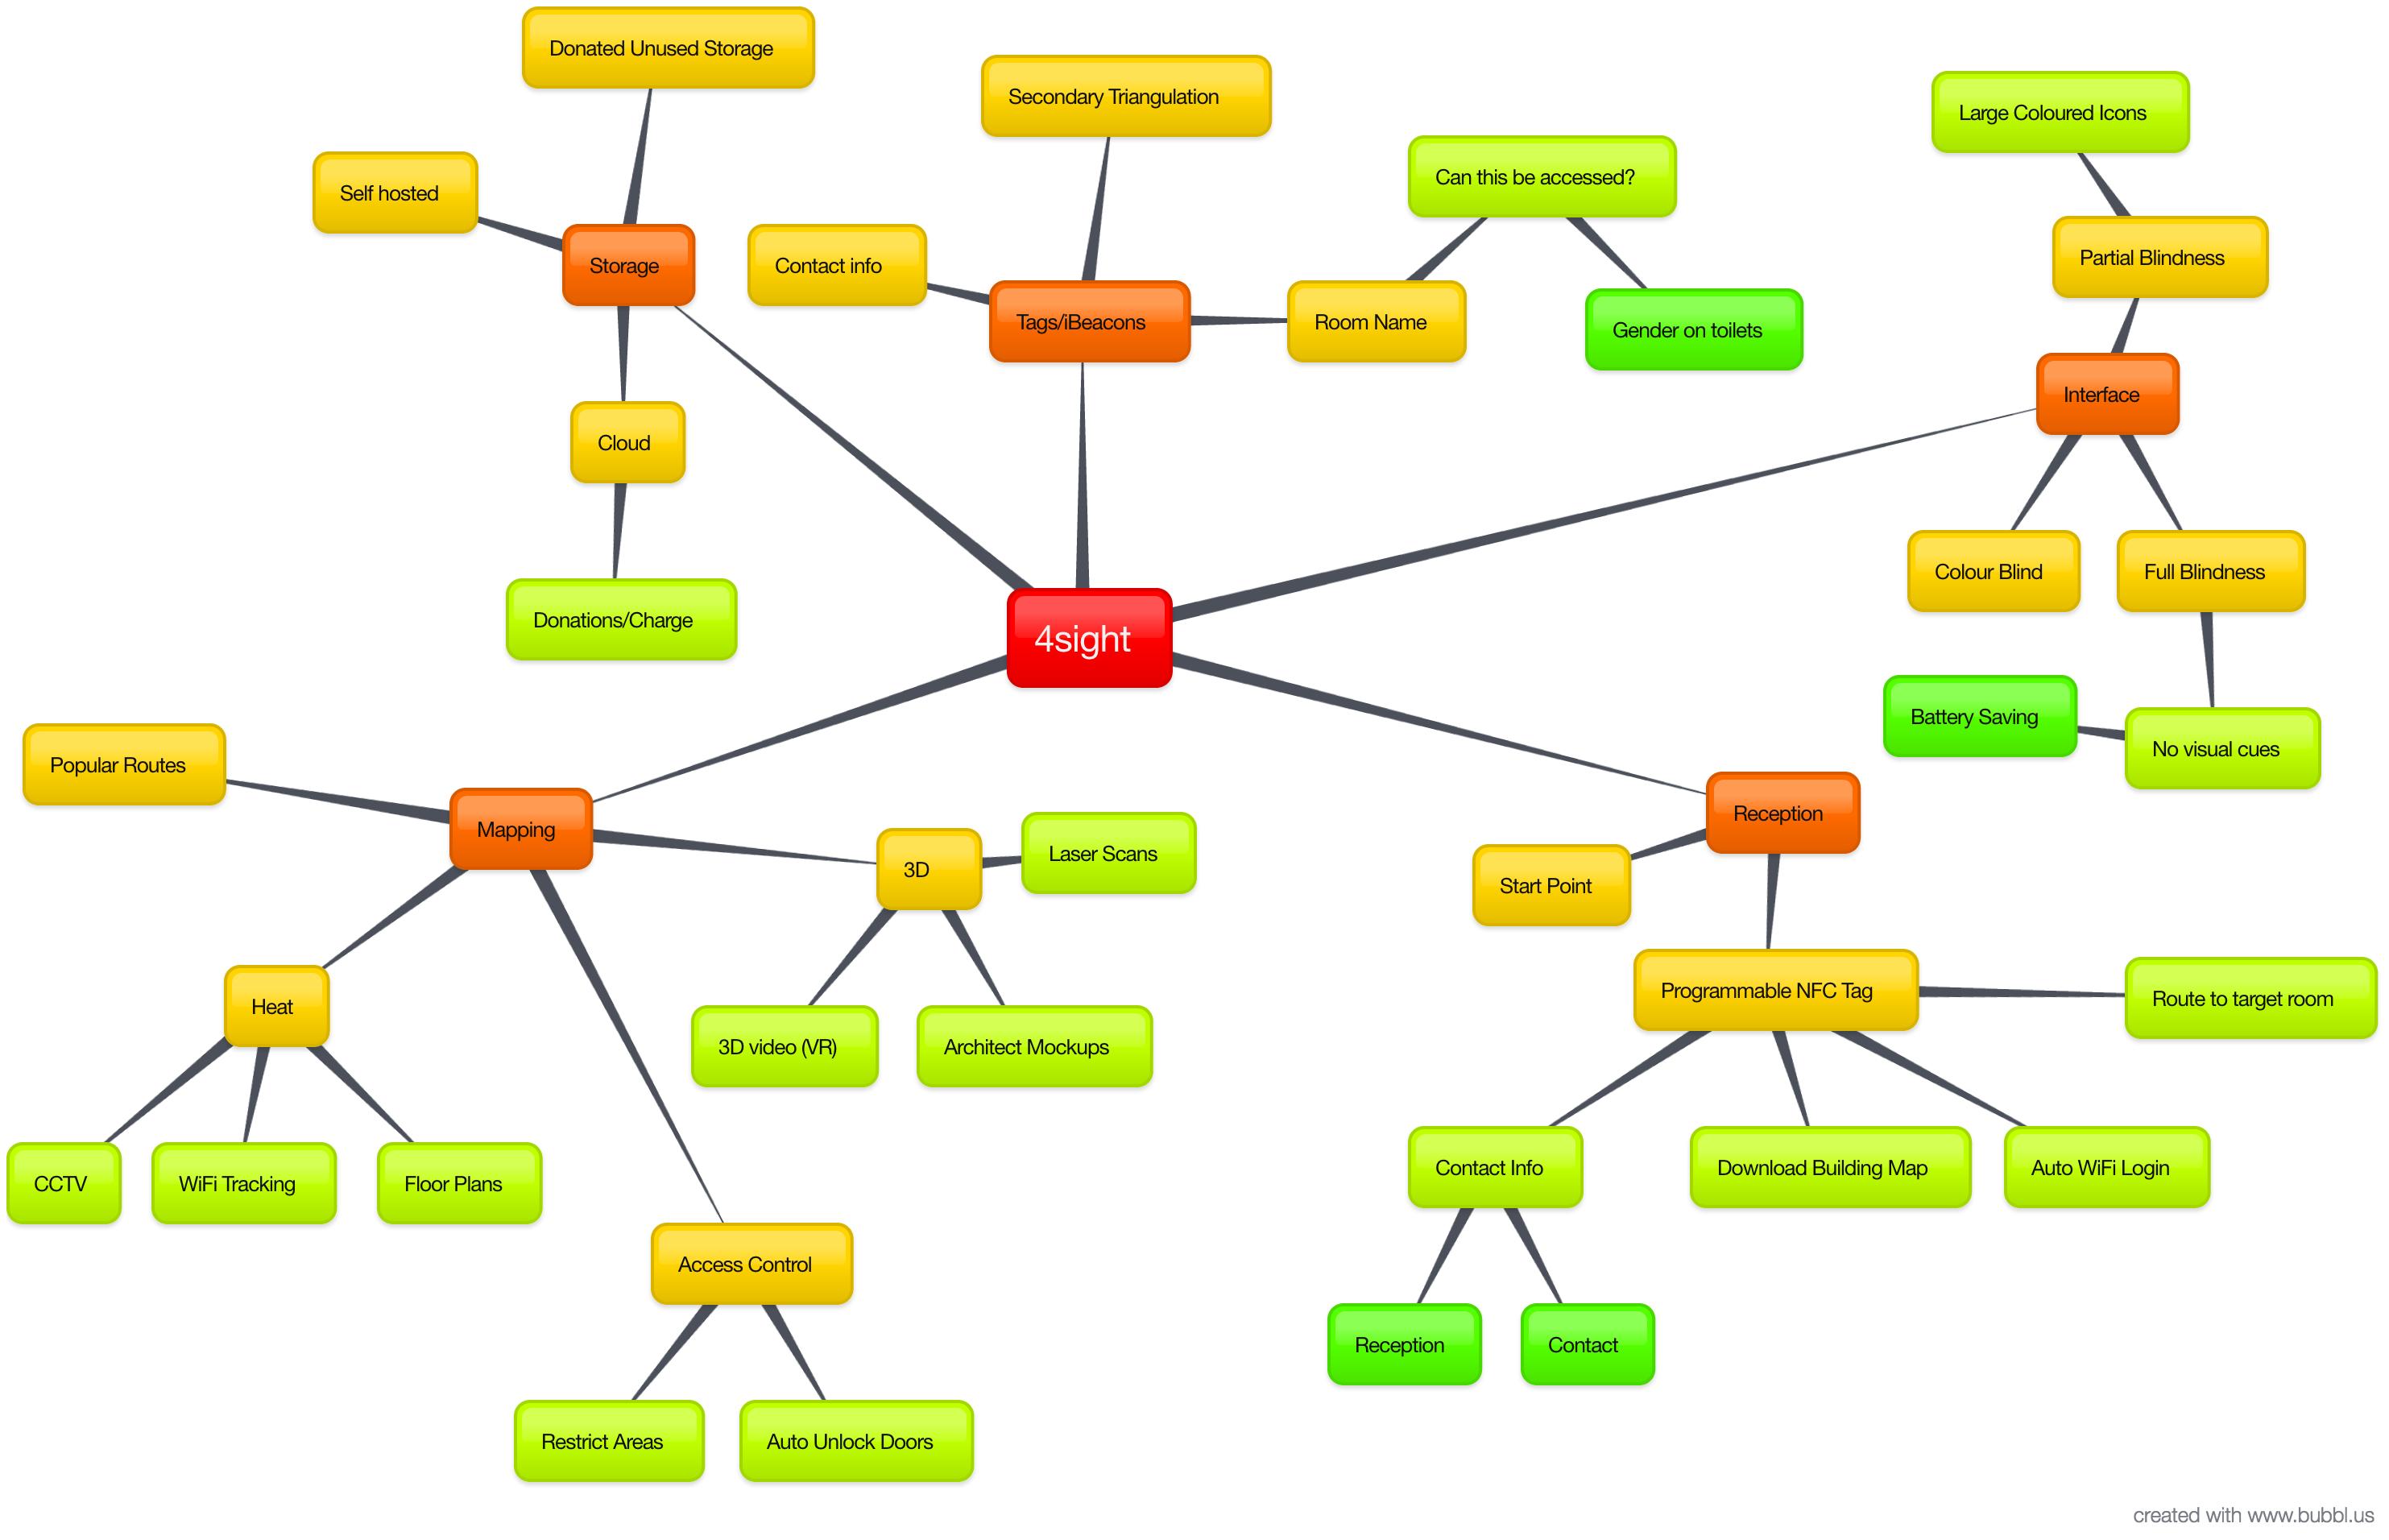 Donated Unused Storage
Secondary Triangulation
Large Coloured Icons
Can this be accessed?
Self hosted
Storage
Contact info
Partial Blindness
Tags/iBeacons
Room Name
Gender on toilets
Interface
Cloud
Colour Blind
Full Blindness
Donations/Charge
4sight
Battery Saving
No visual cues
Popular Routes
Mapping
Reception
3D
Laser Scans
Start Point
Heat
Programmable NFC Tag
Route to target room
3D video (VR)
Architect Mockups
CCTV
WiFi Tracking
Floor Plans
Contact Info
Download Building Map
Auto WiFi Login
Access Control
Reception
Contact
Restrict Areas
Auto Unlock Doors
created with www.bubbl.us